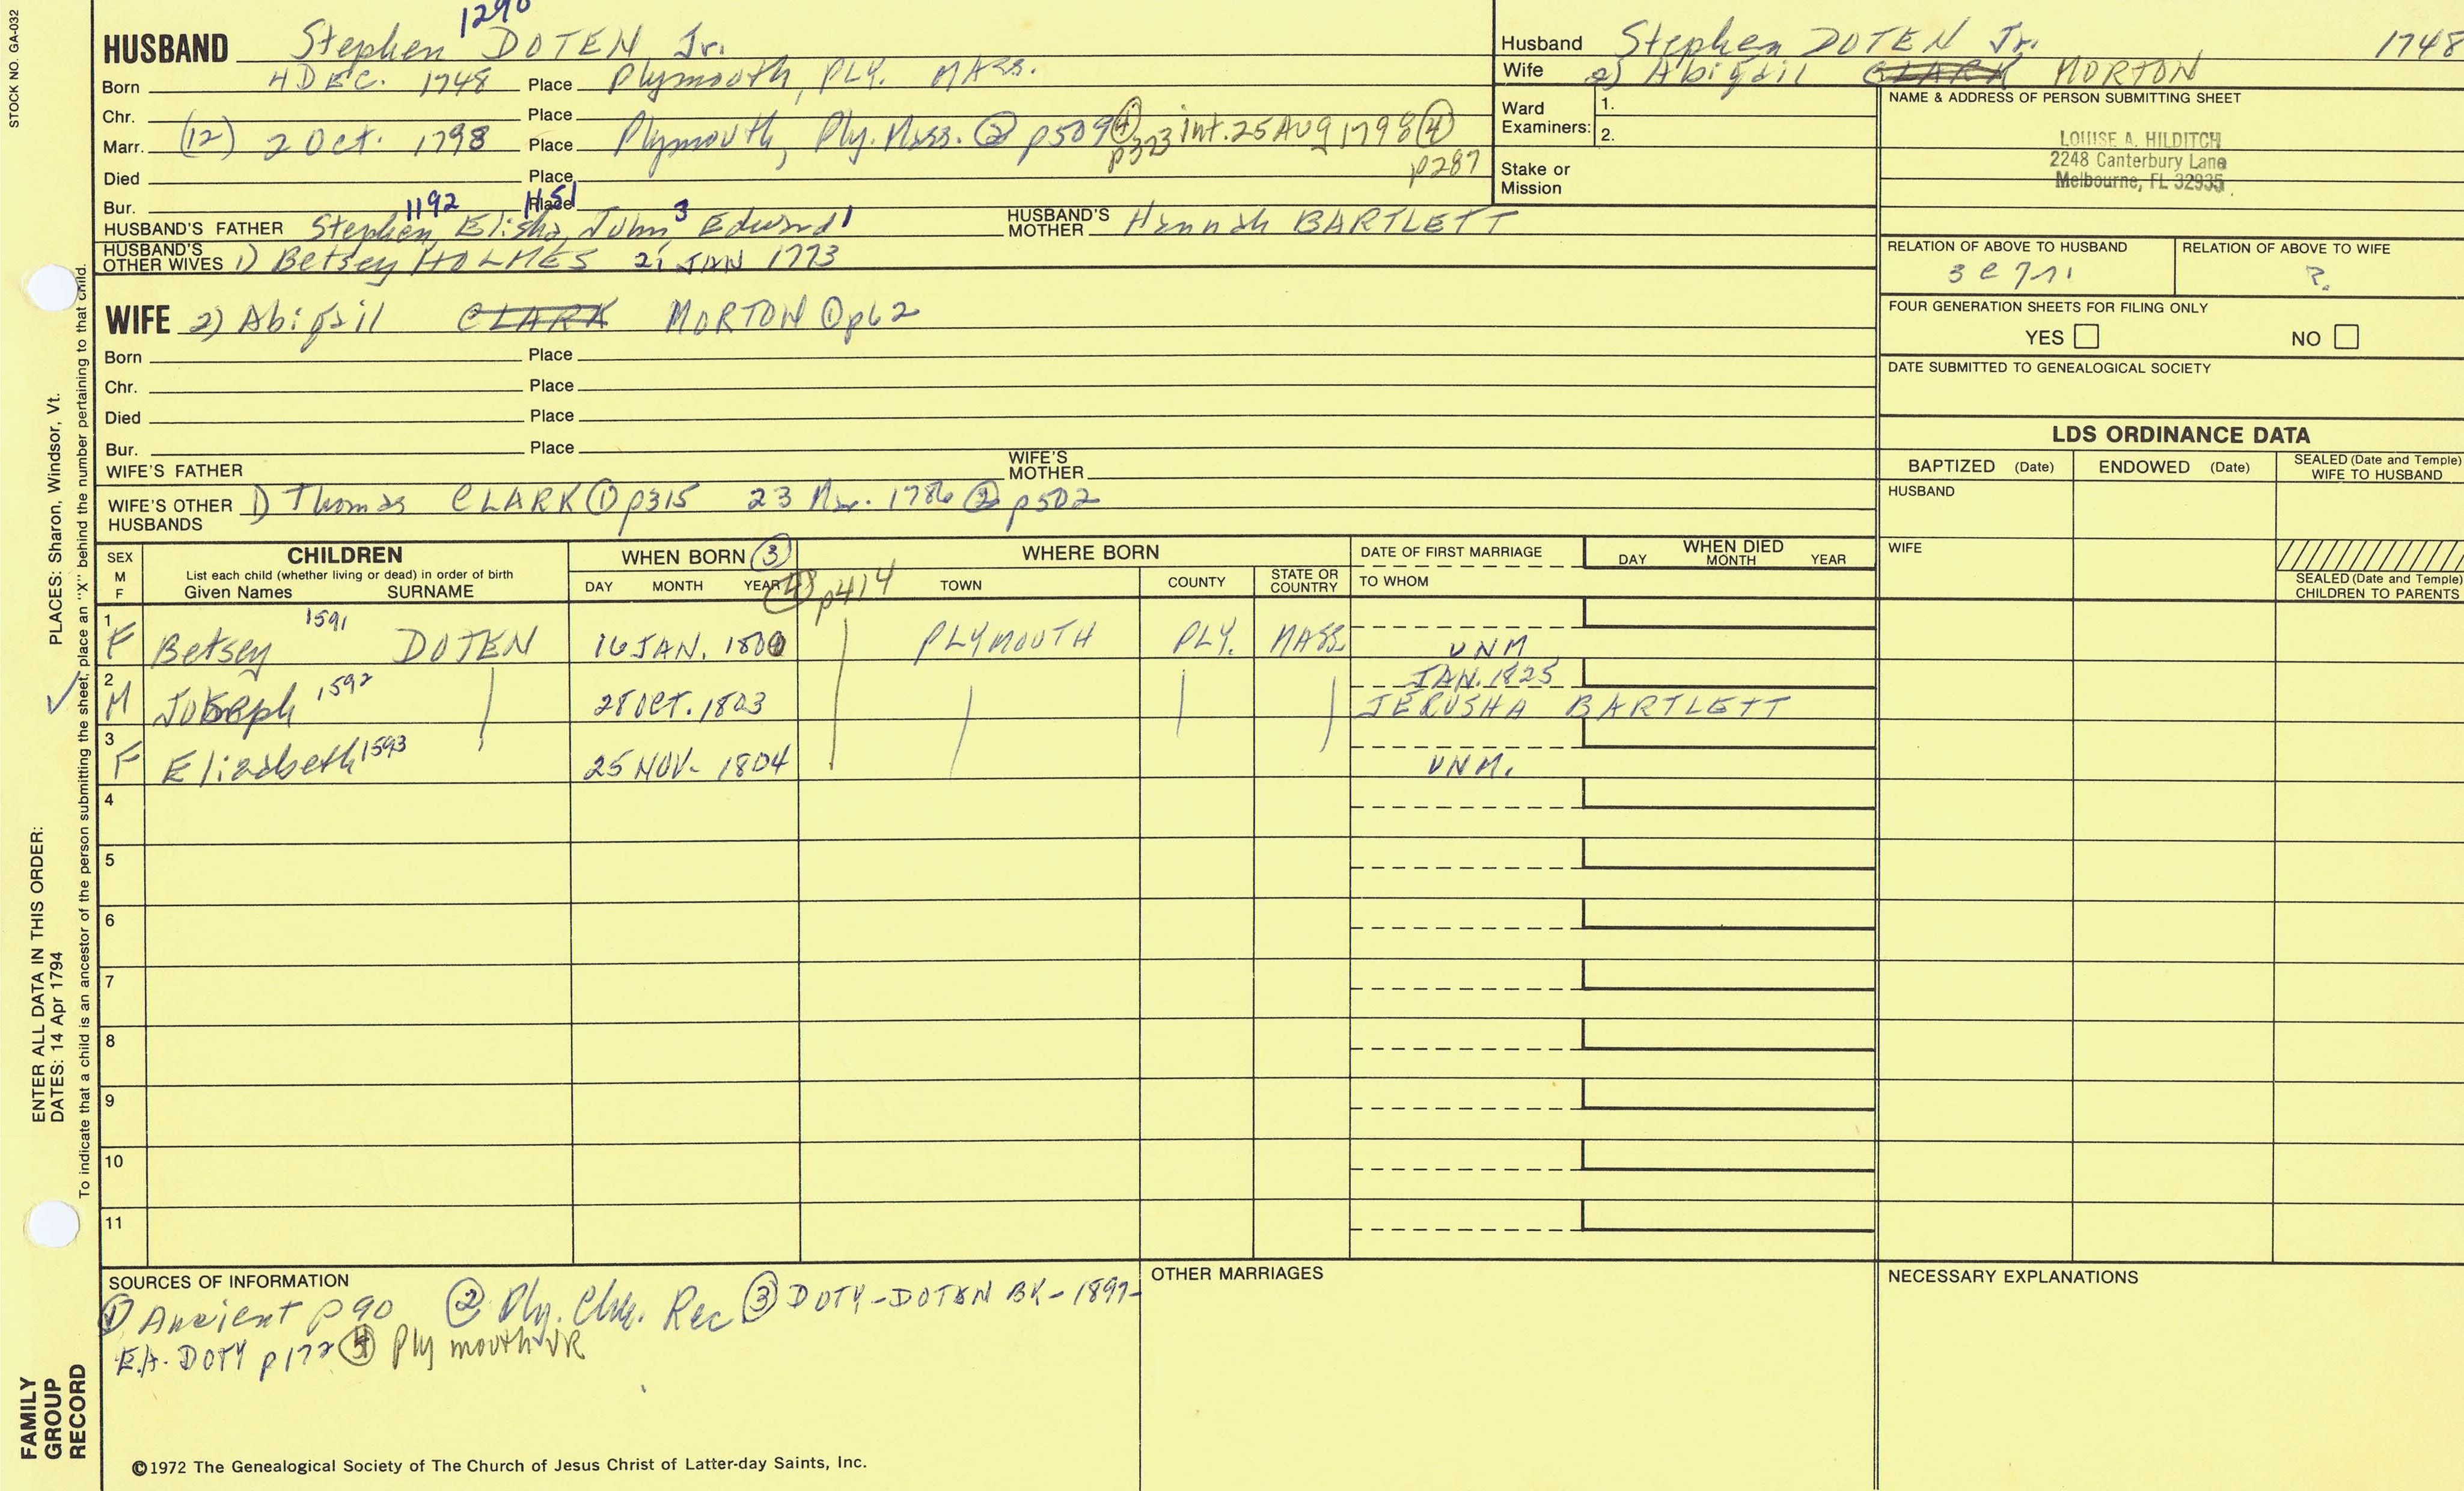 STOCK NO. GA-032
1290
HUSBAND Stephen DOTEN Jr.
Born 4 DEC. 1748 Place Plymouth, PLY. MASS.
Chr. Place
Marr. (12) 2 Oct. 1798 Place Plymouth, Ply. Mass. ② p509 ④ p373 int. 25 AUG 1798 ④ p287
Died Place
Bur. Place
1192 1151 3 1
HUSBAND'S FATHER Stephen, Elisha, John, Edward
HUSBAND'S MOTHER Hannah BARTLETT
HUSBAND'S OTHER WIVES 1) Betsey HOLMES 21 JAN 1773
WIFE 2) Abigail CLARK MORTON ① p62
Born Place
Chr. Place
Died Place
Bur. Place
WIFE'S FATHER
WIFE'S MOTHER
WIFE'S OTHER HUSBANDS 1) Thomas CLARK ① p315 23 Mar. 1786 ② p502
Husband Stephen DOTEN Jr. 1748
Wife 2) Abigail CLARK MORTON
Ward Examiners: 1.
2.
Stake or Mission
NAME & ADDRESS OF PERSON SUBMITTING SHEET
LOUISE A. HILDITCH
2248 Canterbury Lane
Melbourne, FL 32935
RELATION OF ABOVE TO HUSBAND
RELATION OF ABOVE TO WIFE
?
FOUR GENERATION SHEETS FOR FILING ONLY
YES NO
DATE SUBMITTED TO GENEALOGICAL SOCIETY
LDS ORDINANCE DATA
BAPTIZED (Date) ENDOWED (Date) SEALED (Date and Temple) WIFE TO HUSBAND
HUSBAND
WIFE
SEALED (Date and Temple) CHILDREN TO PARENTS
SEX M F
CHILDREN
List each child (whether living or dead) in order of birth
Given Names SURNAME
WHEN BORN ③
DAY MONTH YEAR ④ p414
WHERE BORN
TOWN COUNTY STATE OR COUNTRY
DATE OF FIRST MARRIAGE
TO WHOM
WHEN DIED
DAY MONTH YEAR
1 F Betsey 1591 DOTEN 16 JAN. 1800 PLYMOUTH PLY. MASS. UNM
2 M Joseph 1592 28 OCT. 1803 JAN. 1825
JERUSHA BARTLETT
3 F Elizabeth 1593 25 NOV. 1804 UNM.
4
5
6
7
8
9
10
11
SOURCES OF INFORMATION
① Ancient p 90 ② Ply. Chh. Rec ③ DOTY-DOTEN BK-1897-
E.A. DOTY p172 ④ Plymouth VR
OTHER MARRIAGES
NECESSARY EXPLANATIONS
©1972 The Genealogical Society of The Church of Jesus Christ of Latter-day Saints, Inc.
PLACES: Sharon, Windsor, Vt.
To indicate that a child is an ancestor of the person submitting the sheet, place an "X" behind the number pertaining to that child.
ENTER ALL DATA IN THIS ORDER:
DATES: 14 Apr 1794
FAMILY
GROUP
RECORD